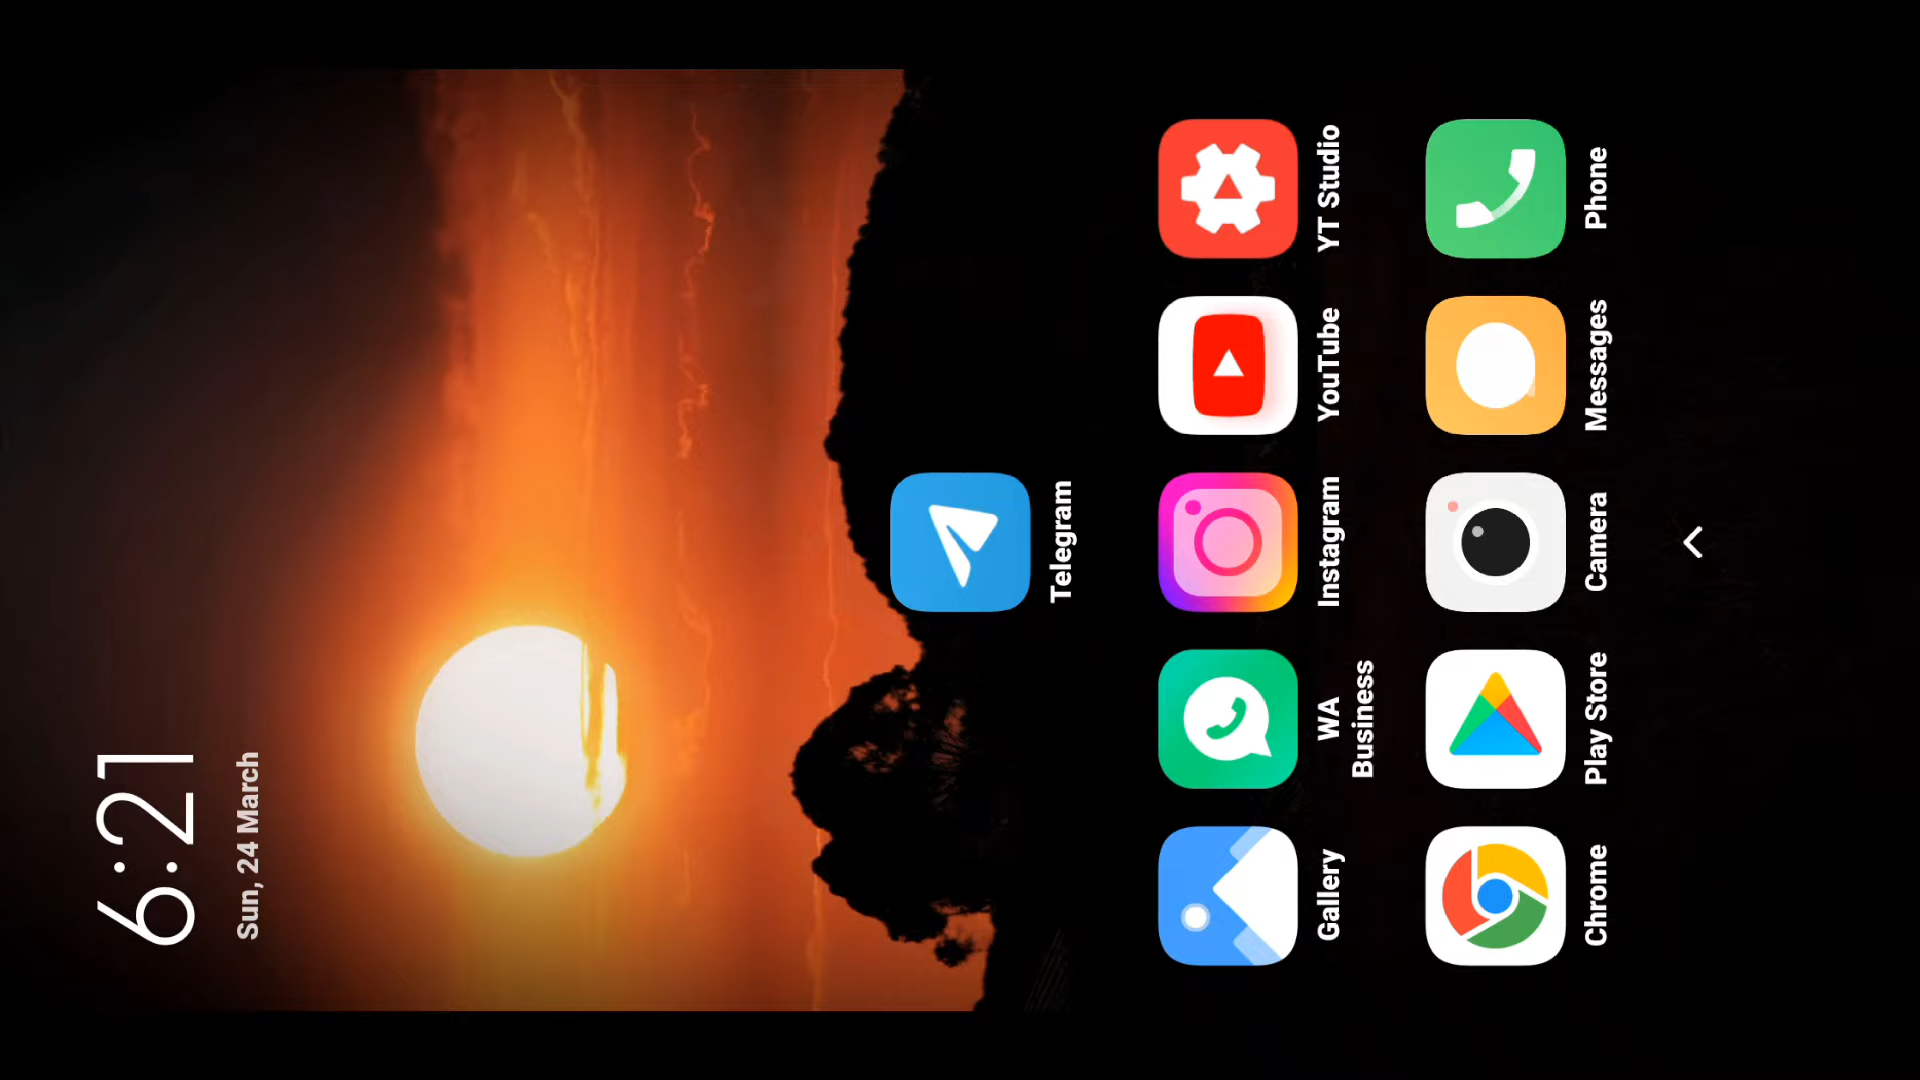 6:21
Sun, 24 March
Telegram
Gallery
WA
Business
Instagram
YouTube
YT Studio
Chrome
Play Store
Camera
Messages
Phone